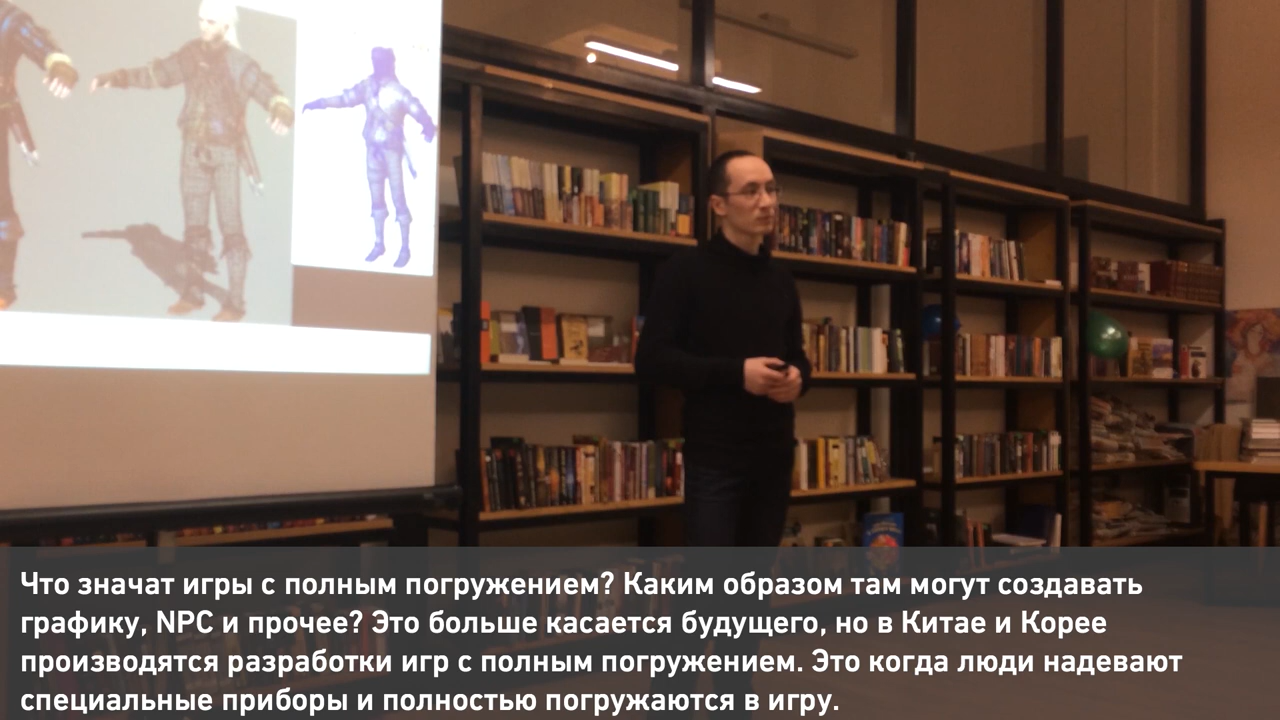 Что значат игры с полным погружением? Каким образом там могут создавать
графику, NPC и прочее? Это больше касается будущего, но в Китае и Корее
производятся разработки игр с полным погружением. Это когда люди надевают
специальные приборы и полностью погружаются в игру.